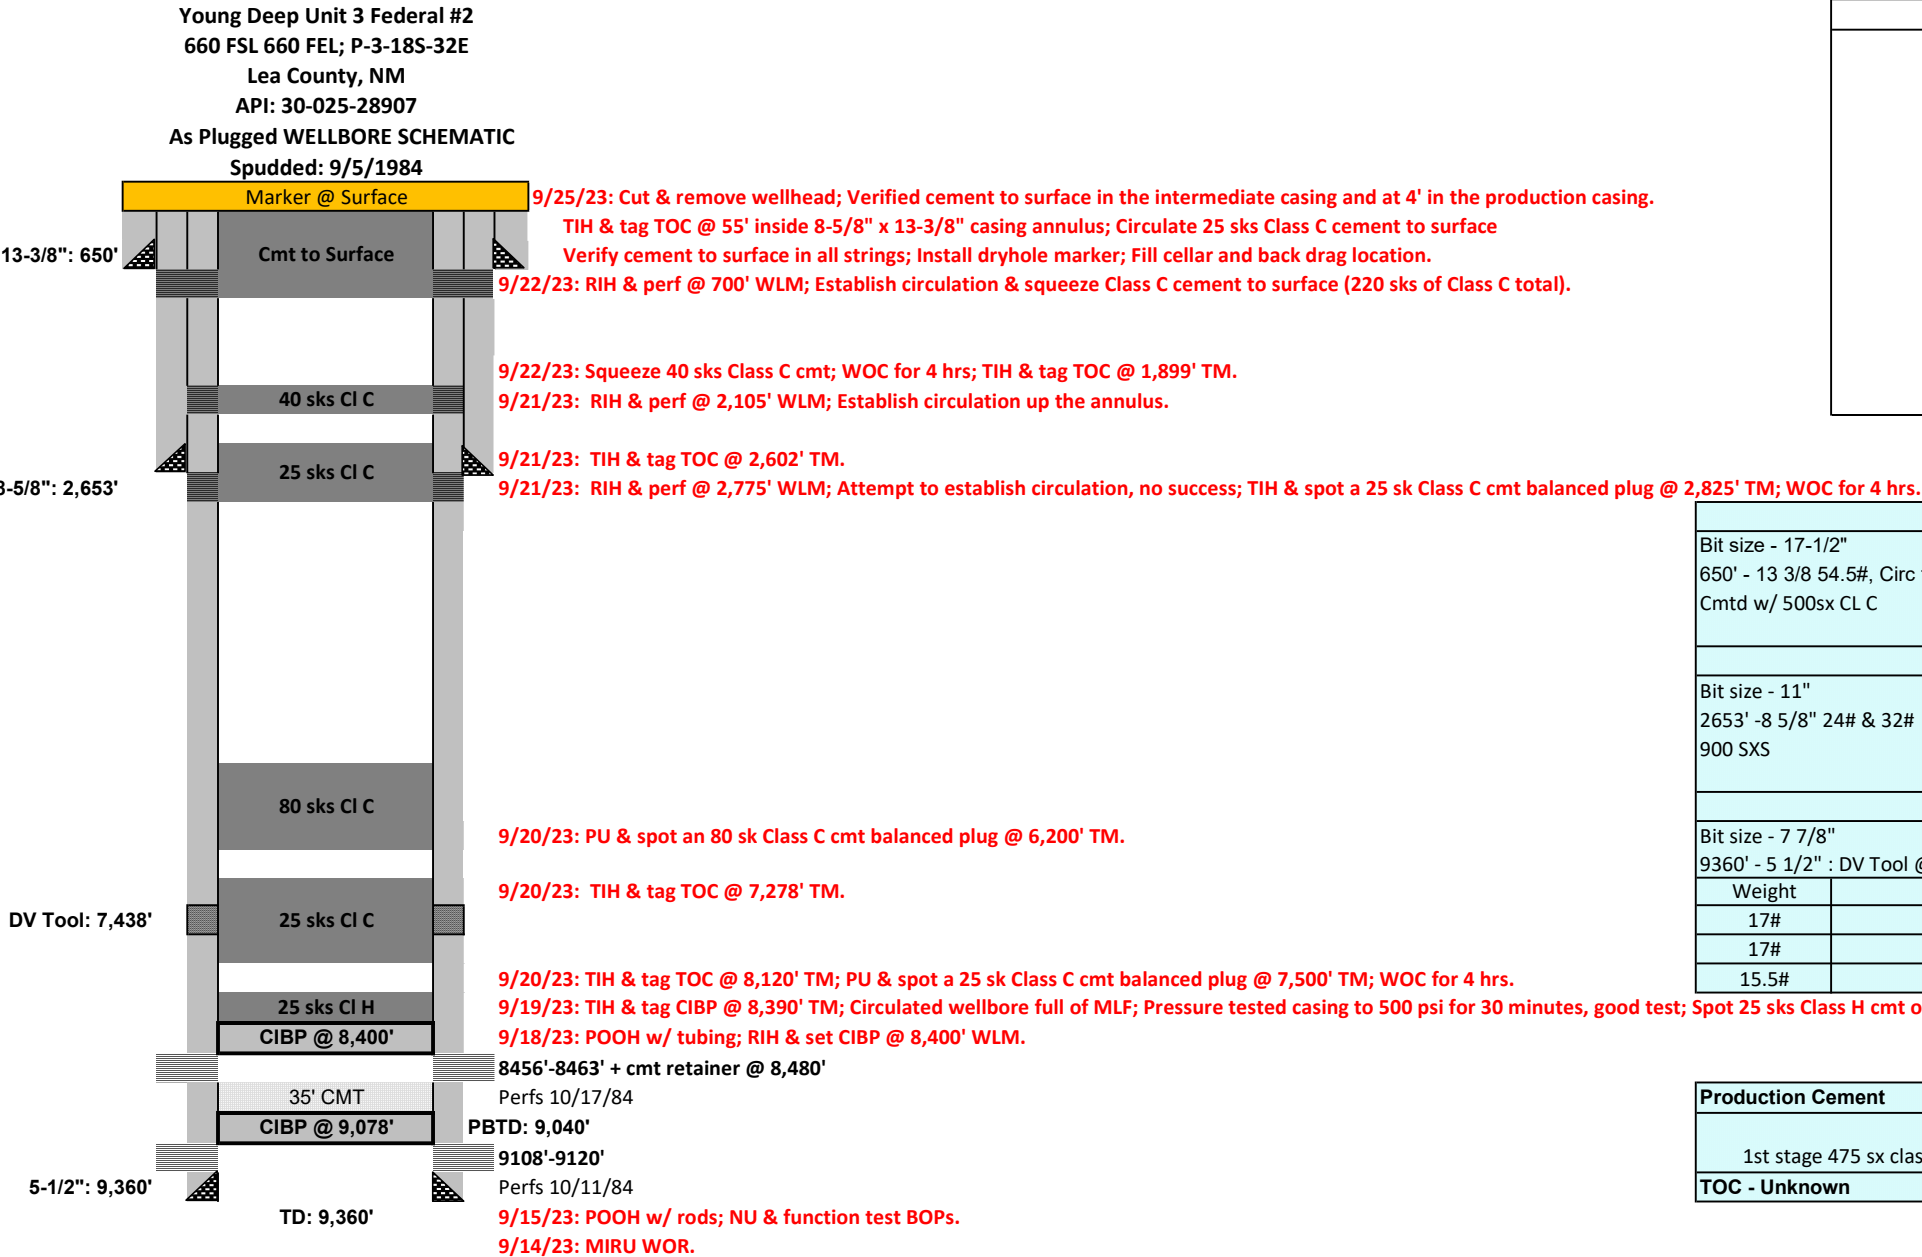 Young Deep Unit 3 Federal #2
660 FSL 660 FEL; P-3-18S-32E
Lea County, NM
API: 30-025-28907
As Plugged WELLBORE SCHEMATIC
Spudded: 9/5/1984
Marker @ Surface
9/25/23: Cut & remove wellhead; Verified cement to surface in the intermediate casing and at 4' in the production casing.
TIH & tag TOC @ 55' inside 8-5/8" x 13-3/8" casing annulus; Circulate 25 sks Class C cement to surface
13-3/8": 650'
Cmt to Surface
Verify cement to surface in all strings; Install dryhole marker; Fill cellar and back drag location.
9/22/23: RIH & perf @ 700' WLM; Establish circulation & squeeze Class C cement to surface (220 sks of Class C total).
9/22/23: Squeeze 40 sks Class C cmt; WOC for 4 hrs; TIH & tag TOC @ 1,899' TM.
40 sks Cl C
9/21/23: RIH & perf @ 2,105' WLM; Establish circulation up the annulus.
9/21/23: TIH & tag TOC @ 2,602' TM.
25 sks Cl C
8-5/8": 2,653'
9/21/23: RIH & perf @ 2,775' WLM; Attempt to establish circulation, no success; TIH & spot a 25 sk Class C cmt balanced plug @ 2,825' TM; WOC for 4 hrs.
Bit size - 17-1/2"
650' - 13 3/8 54.5#, Circ
Cmtd w/ 500sx CL C
Bit size - 11"
2653' -8 5/8" 24# & 32#
900 SXS
80 sks Cl C
9/20/23: PU & spot an 80 sk Class C cmt balanced plug @ 6,200' TM.
Bit size - 7 7/8"
9360' - 5 1/2" : DV Tool @
9/20/23: TIH & tag TOC @ 7,278' TM.
Weight
DV Tool: 7,438'
25 sks Cl C
17#
17#
9/20/23: TIH & tag TOC @ 8,120' TM; PU & spot a 25 sk Class C cmt balanced plug @ 7,500' TM; WOC for 4 hrs.
15.5#
25 sks Cl H
9/19/23: TIH & tag CIBP @ 8,390' TM; Circulated wellbore full of MLF; Pressure tested casing to 500 psi for 30 minutes, good test; Spot 25 sks Class H cmt o
CIBP @ 8,400'
9/18/23: POOH w/ tubing; RIH & set CIBP @ 8,400' WLM.
8456'-8463' + cmt retainer @ 8,480'
35' CMT
Perfs 10/17/84
Production Cement
CIBP @ 9,078'
PBTD: 9,040'
9108'-9120'
1st stage 475 sx clas
5-1/2": 9,360'
Perfs 10/11/84
TOC - Unknown
TD: 9,360'
9/15/23: POOH w/ rods; NU & function test BOPs.
9/14/23: MIRU WOR.